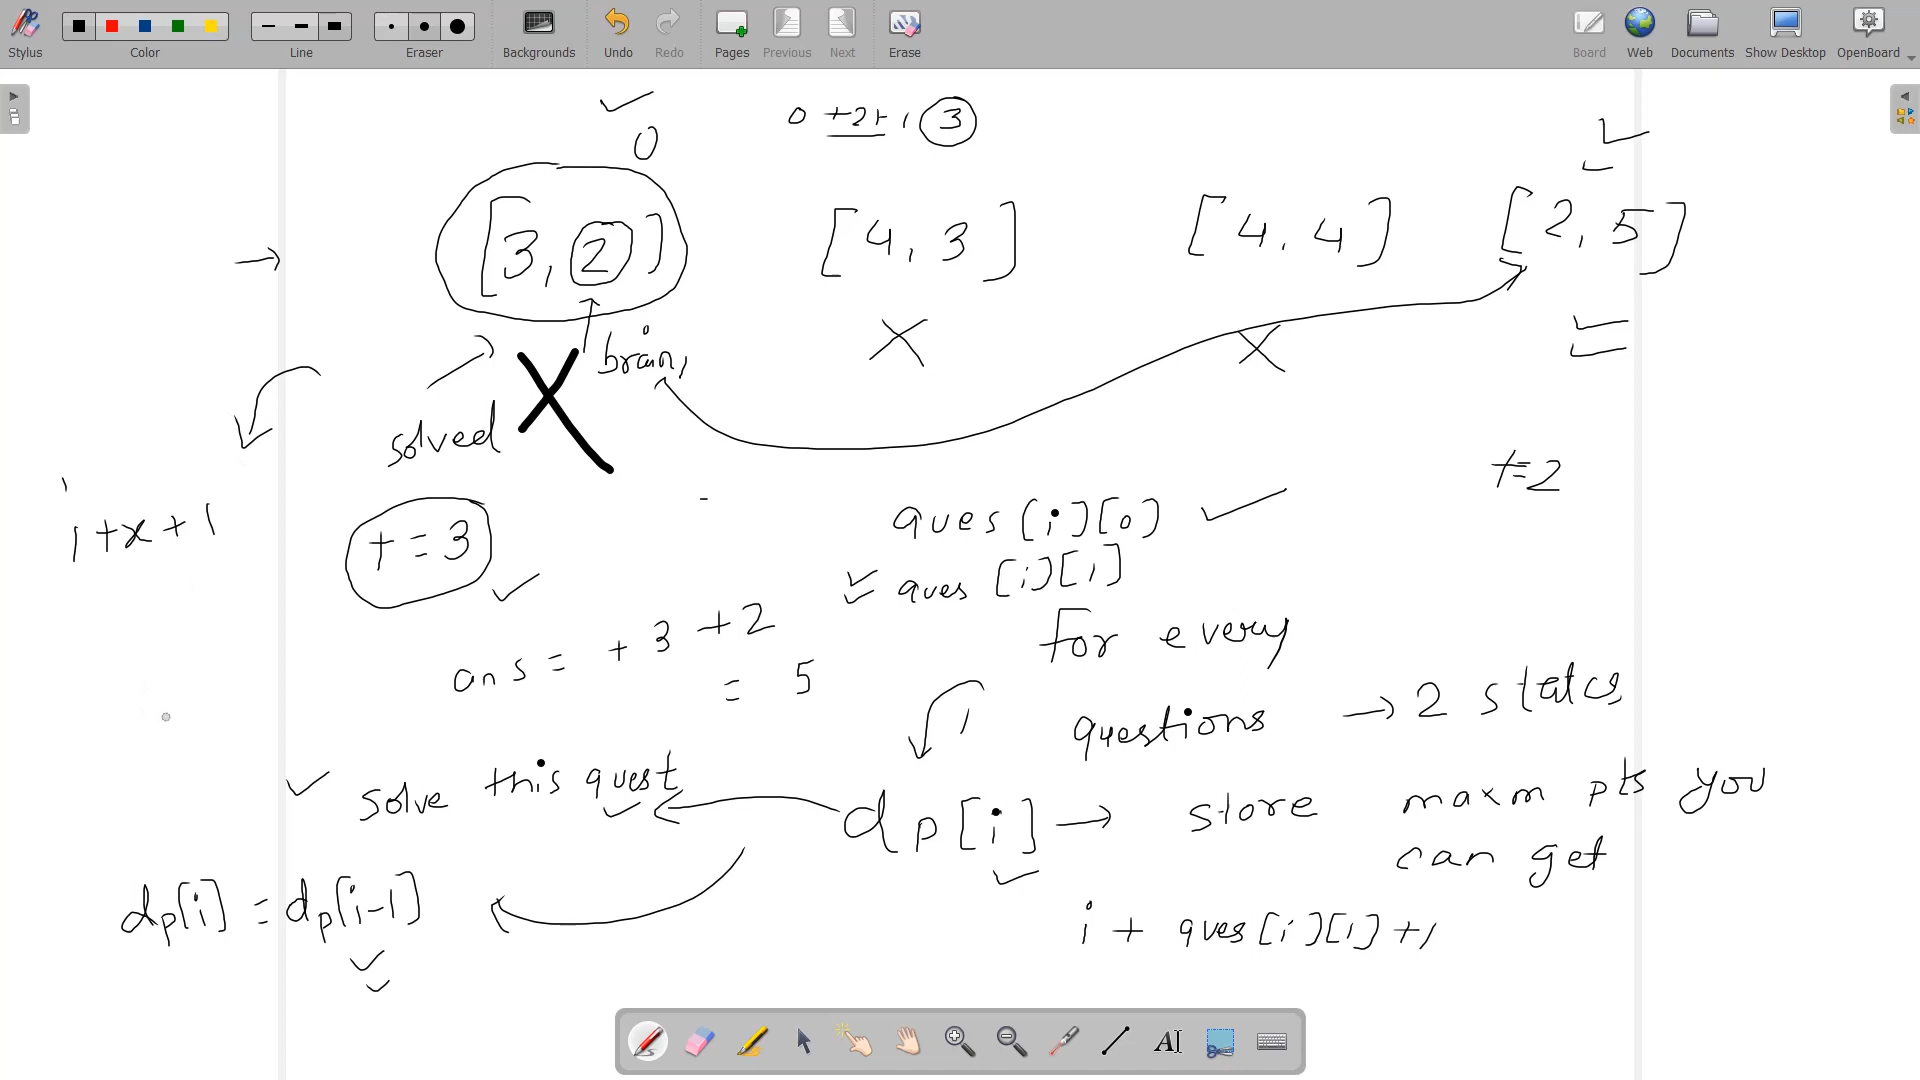 Stylus
Color
Line
Eraser
Backgrounds
Undo
Redo
Pages
Previous
Next
Erase
Board
Web
Documents
Show Desktop
OpenBoard
0
0 +2+1 3
[3, 2] [4, 3] [4, 4] [2, 5]
brain
solved
t=2
i+x+1
t=3
ques[i][0]
ques[i][1]
ans = +3 +2
= 5
for every
questions → 2 states
solve this quest
dp[i] → store maxm pts you
can get
dp[i] = dp[i-1]
i + ques[i][1] +1